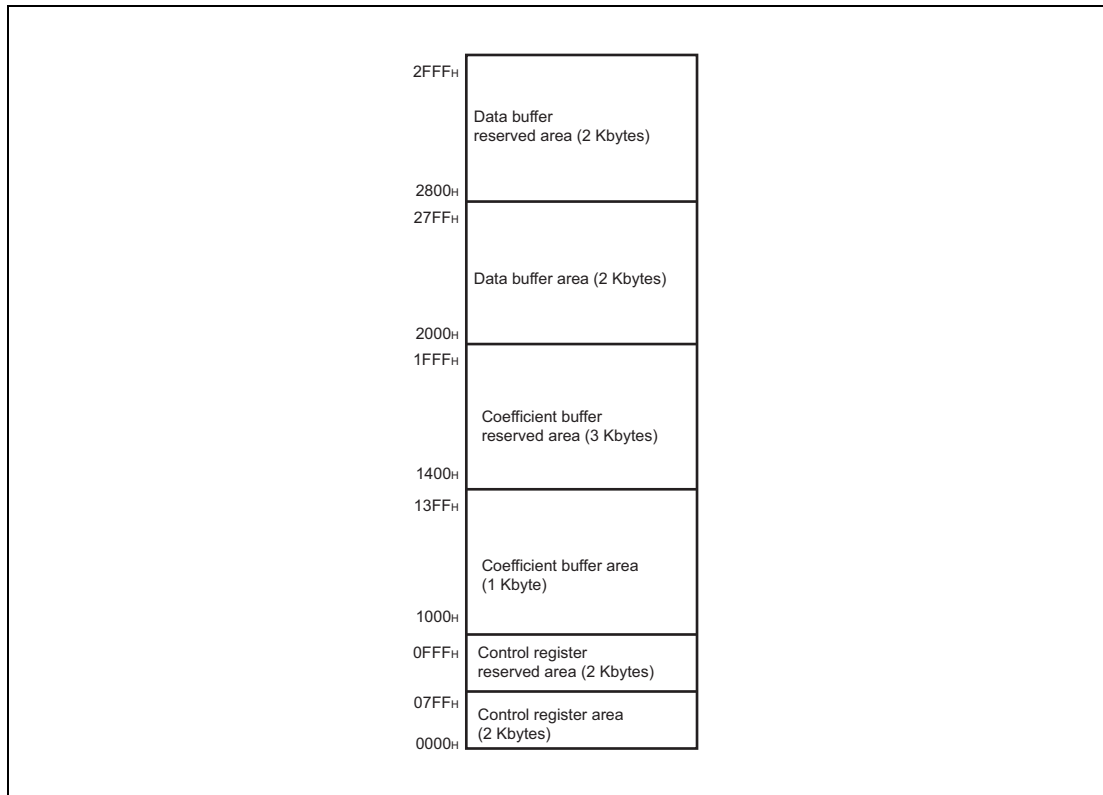 2FFFH
Data buffer
reserved area (2 Kbytes)
2800H
27FFH
Data buffer area (2 Kbytes)
2000H
1FFFH
Coefficient buffer
reserved area (3 Kbytes)
1400H
13FFH
Coefficient buffer area
(1 Kbyte)
1000H
0FFFH
Control register
reserved area (2 Kbytes)
07FFH
Control register area
(2 Kbytes)
0000H